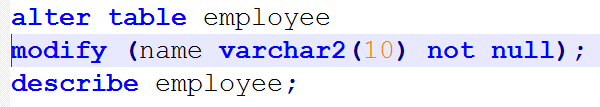 alter table employee
modify (name varchar2(10) not null);
describe employee;